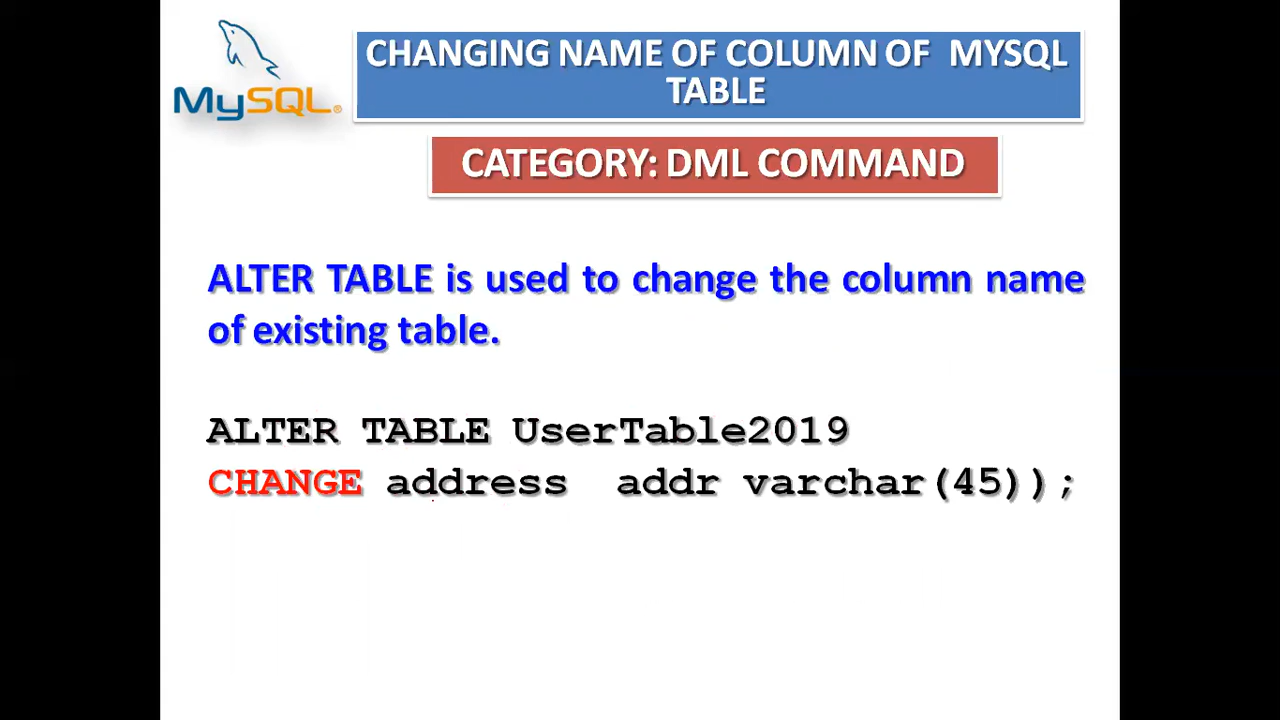 MySQL®
CHANGING NAME OF COLUMN OF MYSQL
TABLE
CATEGORY: DML COMMAND
ALTER TABLE is used to change the column name
of existing table.
ALTER TABLE UserTable2019
CHANGE address addr varchar(45));